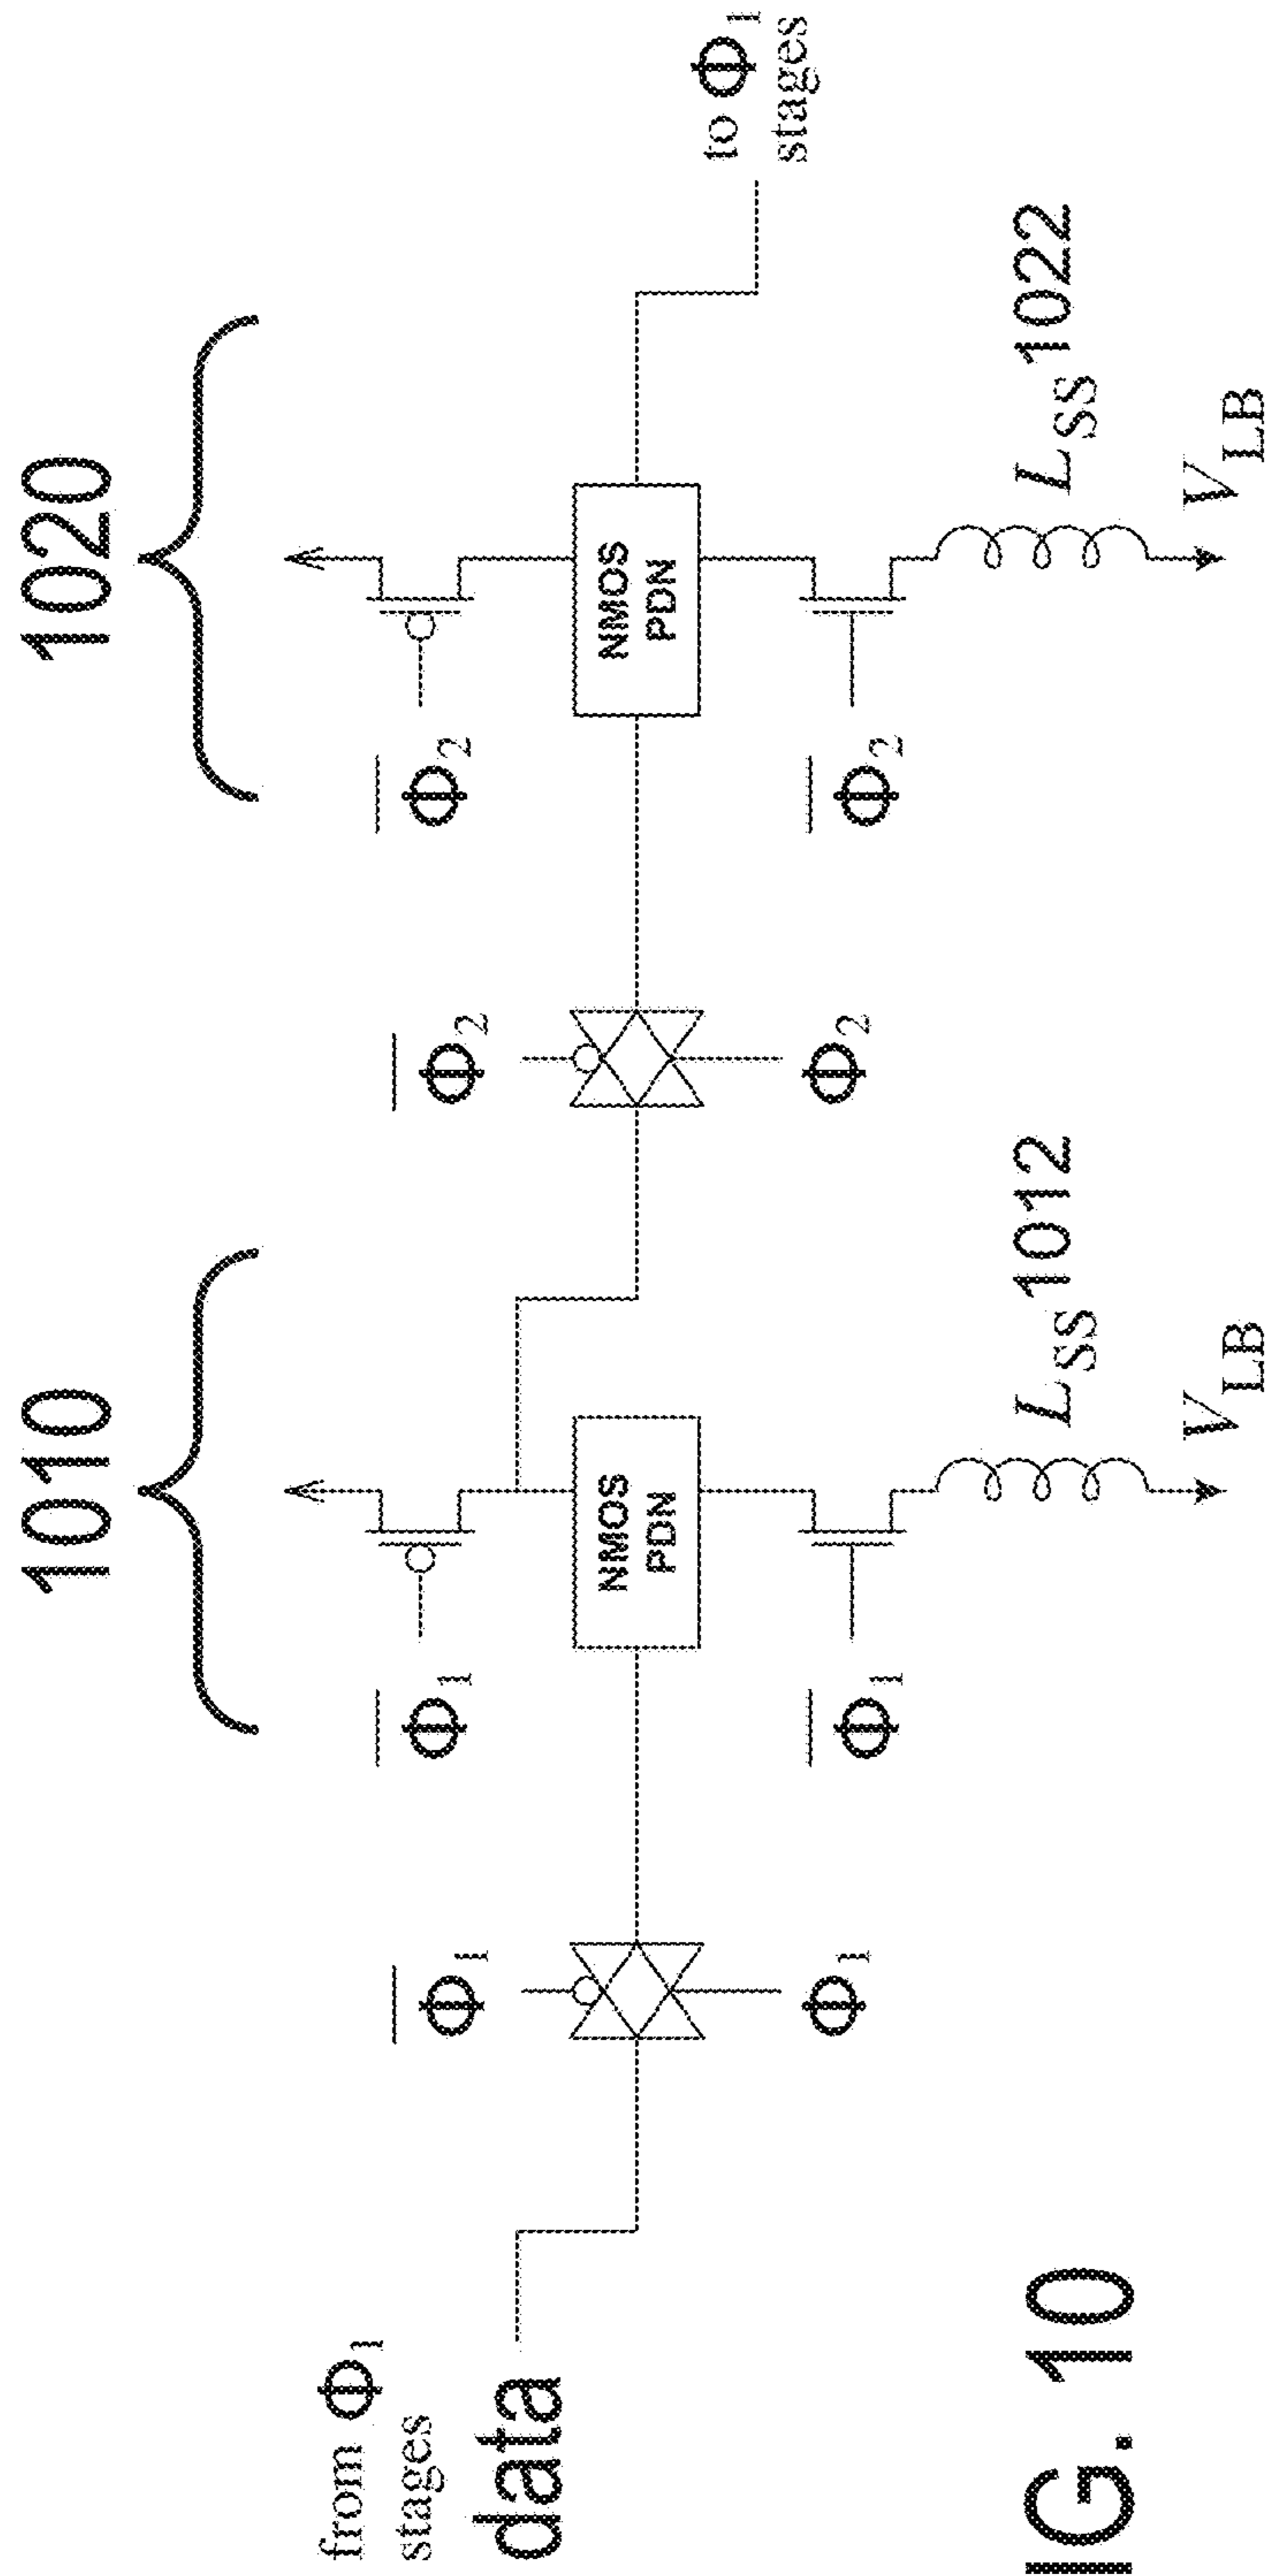 1010
1020
from Φ1
stages
data
Φ̅1
Φ1
Φ̅1
NMOS
PDN
Φ̅1
LSS 1012
VLB
Φ̅2
Φ2
Φ̅2
NMOS
PDN
Φ̅2
LSS 1022
VLB
to Φ1
stages
IG. 10